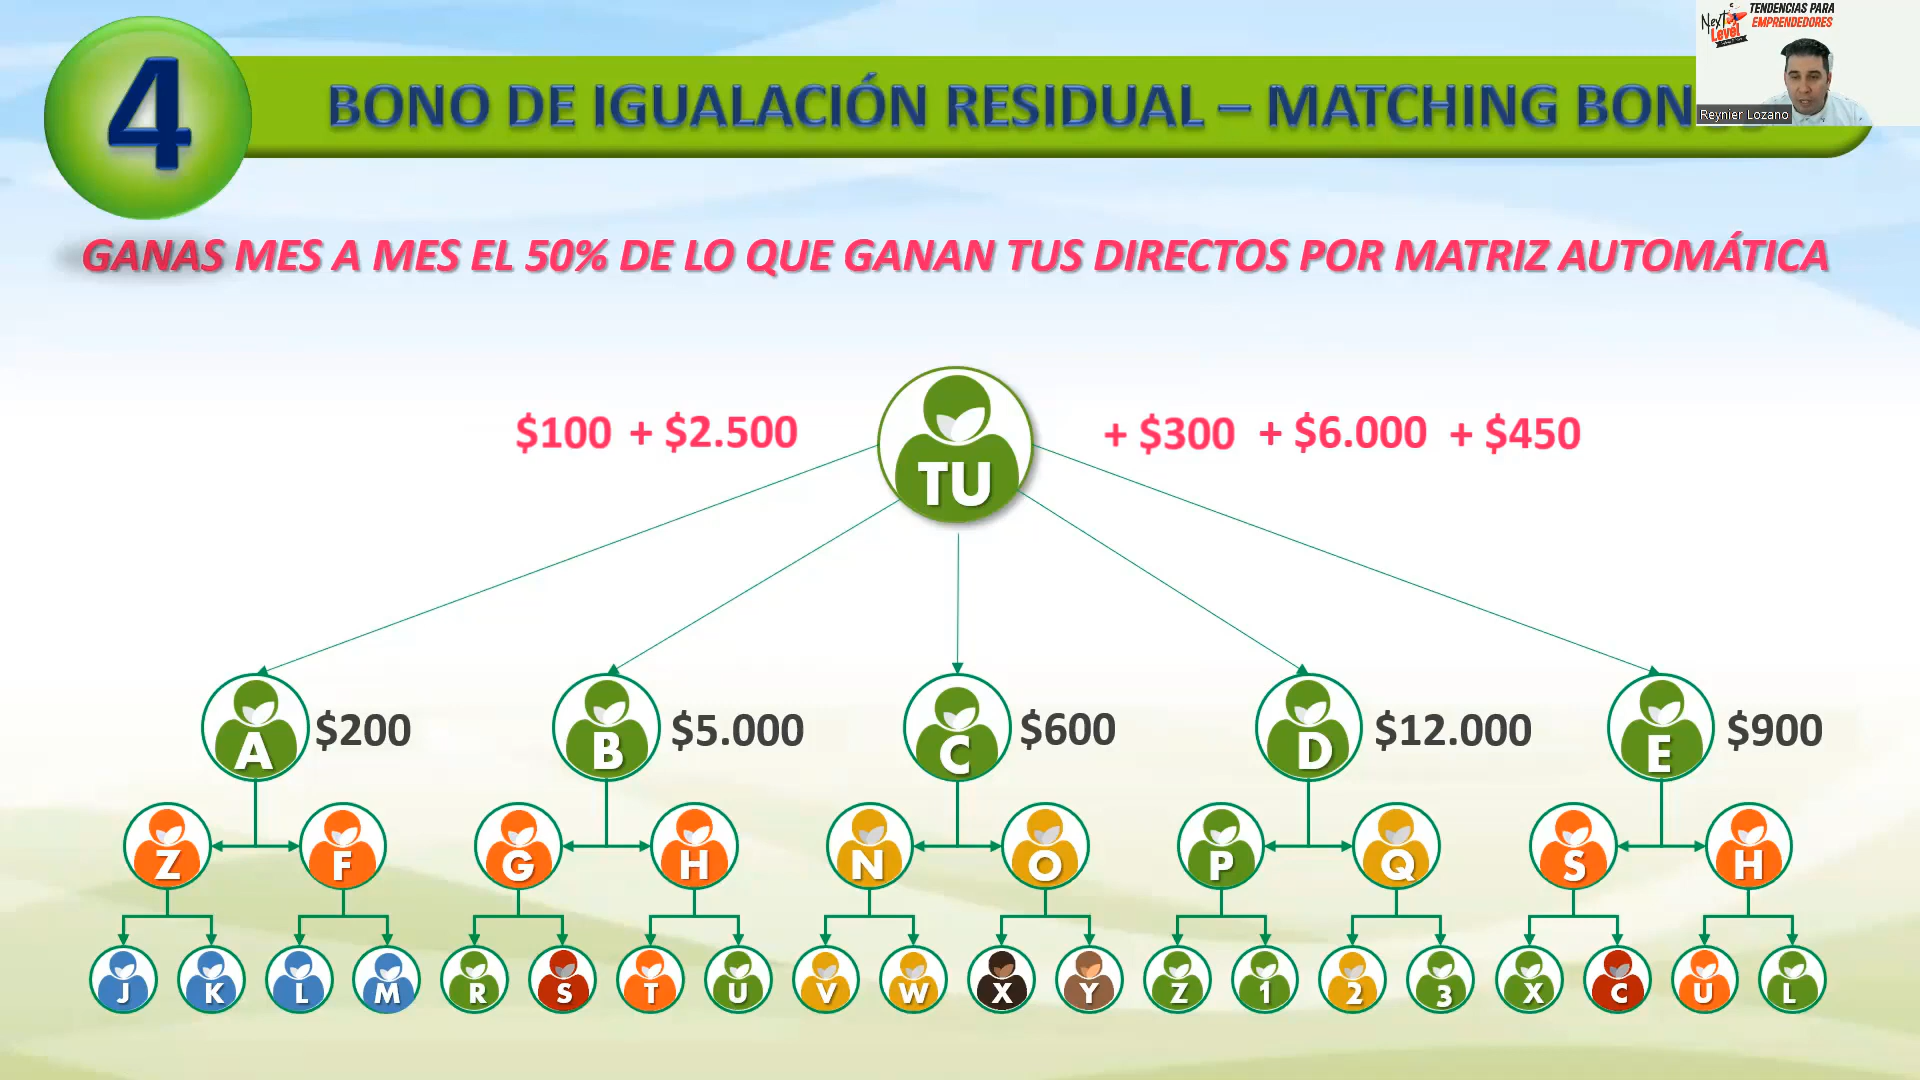 Next Level
TENDENCIAS PARA
EMPRENDEDORES
Reynier Lozano
4
BONO DE IGUALACIÓN RESIDUAL – MATCHING BON
GANAS MES A MES EL 50% DE LO QUE GANAN TUS DIRECTOS POR MATRIZ AUTOMÁTICA
$100 + $2.500 + $300 + $6.000 + $450
TU
A $200 B $5.000 C $600 D $12.000 E $900
Z F G H N O P Q S H
J K L M R S T U V W X Y Z 1 2 3 X C U L